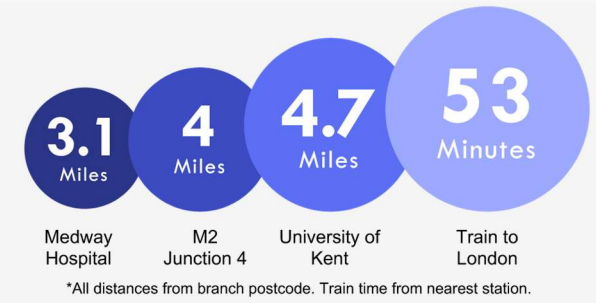 3.1
Miles
4
Miles
4.7
Miles
53
Minutes
Medway
Hospital
M2
Junction 4
University of
Kent
Train to
London
*All distances from branch postcode. Train time from nearest station.